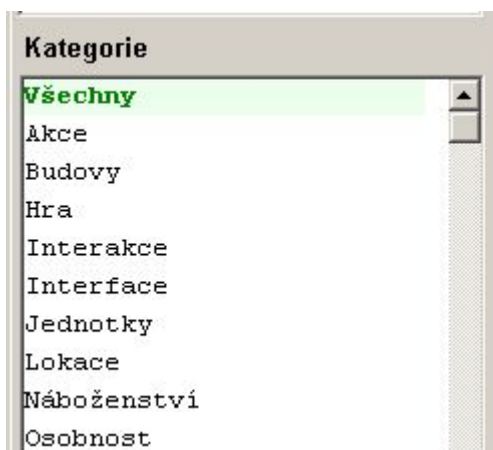 Kategorie
Všechny
Akce
Budovy
Hra
Interakce
Interface
Jednotky
Lokace
Náboženství
Osobnost